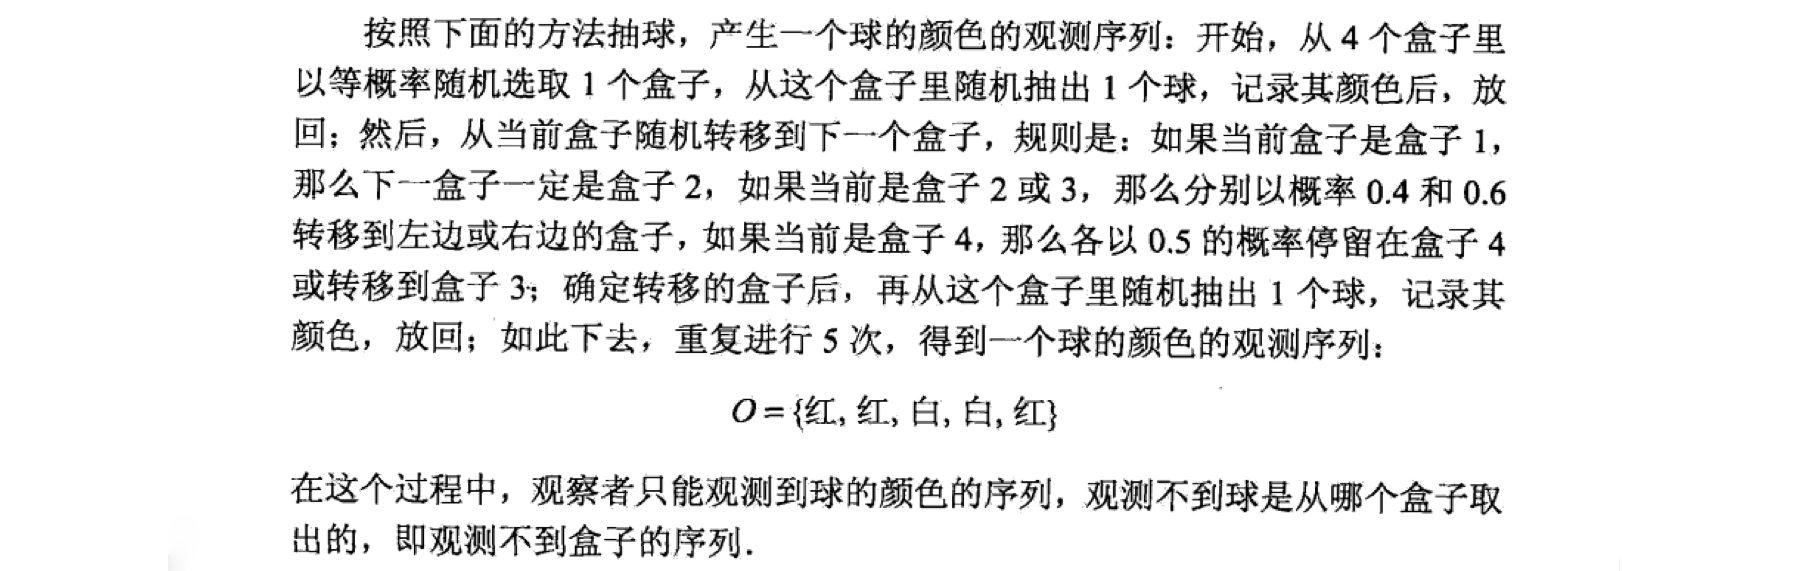 按照下面的方法抽球，产生一个球的颜色的观测序列：开始，从 4 个盒子里
以等概率随机选取 1 个盒子，从这个盒子里随机抽出 1 个球，记录其颜色后，放
回；然后，从当前盒子随机转移到下一个盒子，规则是：如果当前盒子是盒子 1，
那么下一盒子一定是盒子 2，如果当前是盒子 2 或 3，那么分别以概率 0.4 和 0.6
转移到左边或右边的盒子，如果当前是盒子 4，那么各以 0.5 的概率停留在盒子 4
或转移到盒子 3；确定转移的盒子后，再从这个盒子里随机抽出 1 个球，记录其
颜色，放回；如此下去，重复进行 5 次，得到一个球的颜色的观测序列：
O = {红, 红, 白, 白, 红}
在这个过程中，观察者只能观测到球的颜色的序列，观测不到球是从哪个盒子取
出的，即观测不到盒子的序列．